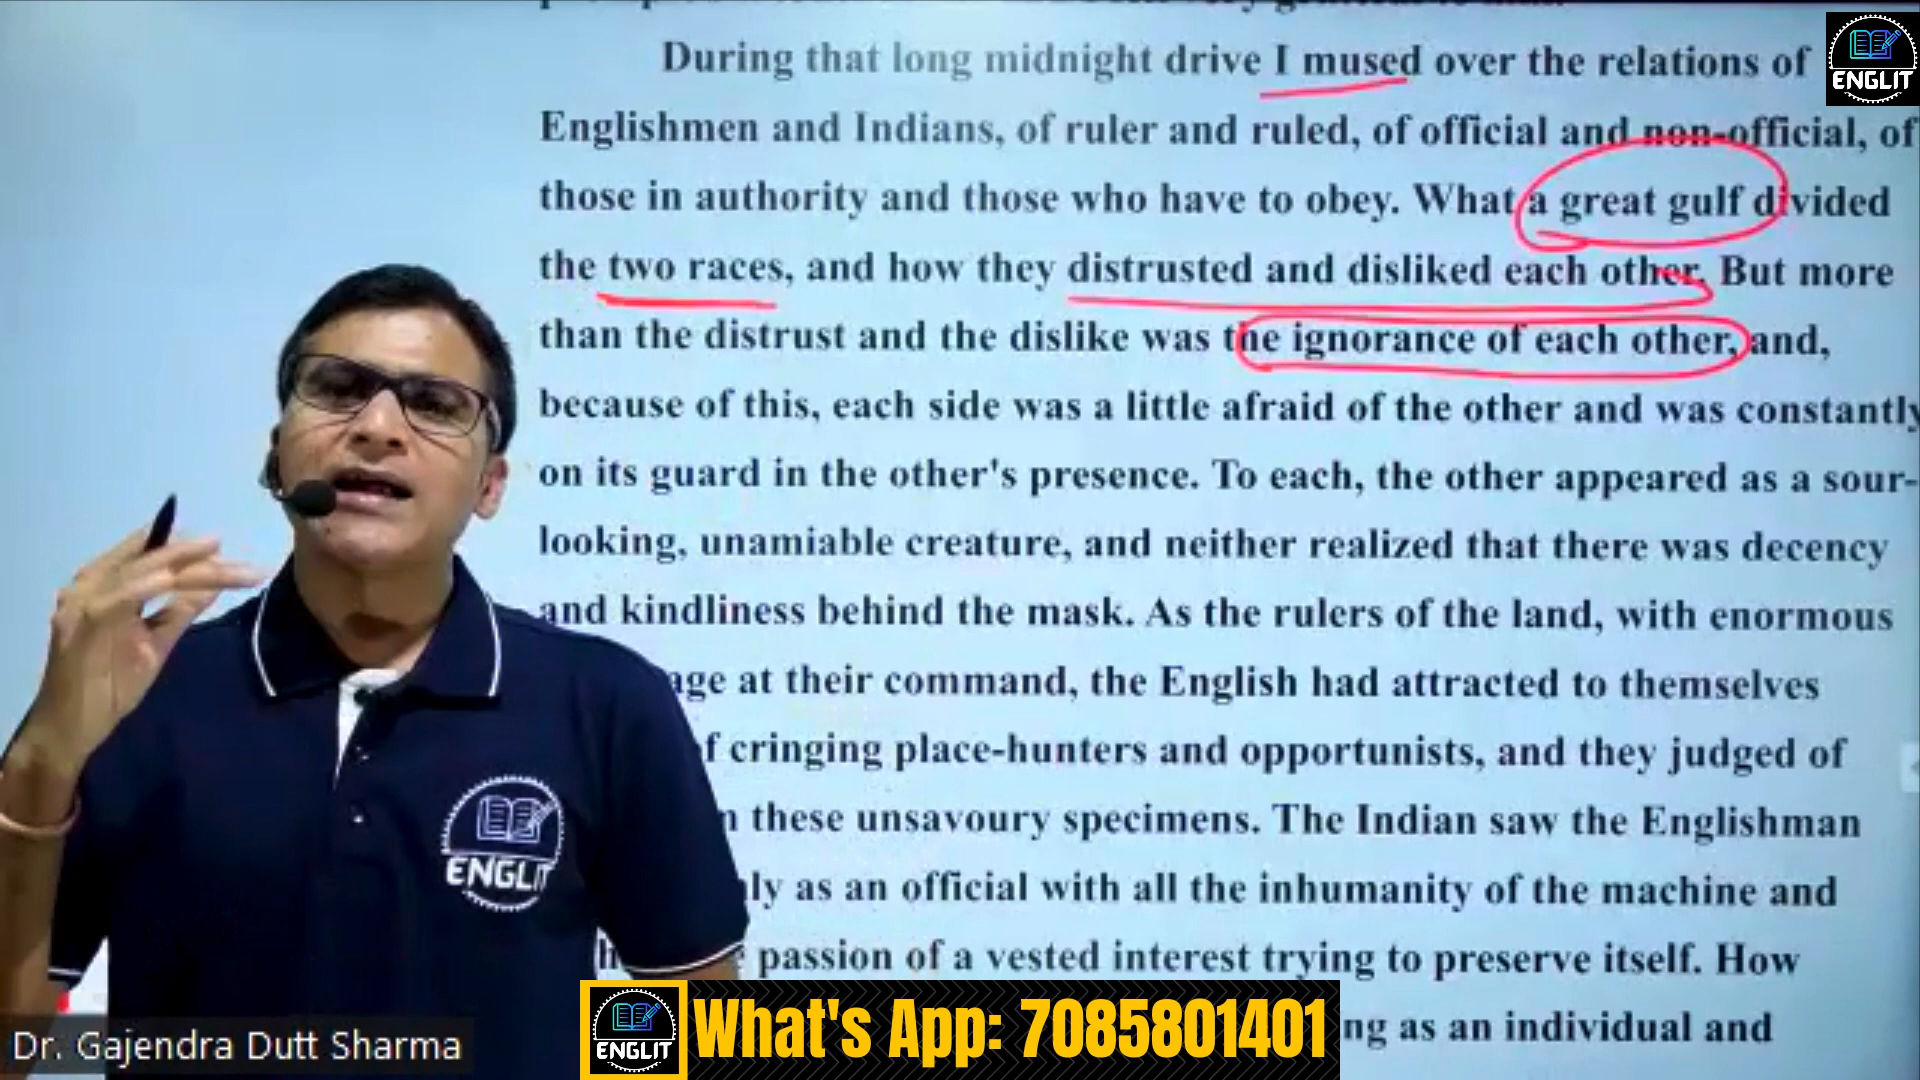 During that long midnight drive I mused over the relations of
Englishmen and Indians, of ruler and ruled, of official and non-official, of
those in authority and those who have to obey. What a great gulf divided
the two races, and how they distrusted and disliked each other. But more
than the distrust and the dislike was the ignorance of each other, and,
because of this, each side was a little afraid of the other and was constantly
on its guard in the other's presence. To each, the other appeared as a sour-
looking, unamiable creature, and neither realized that there was decency
and kindliness behind the mask. As the rulers of the land, with enormous
age at their command, the English had attracted to themselves
f cringing place-hunters and opportunists, and they judged of
these unsavoury specimens. The Indian saw the Englishman
ly as an official with all the inhumanity of the machine and
passion of a vested interest trying to preserve itself. How
ng as an individual and
ENGLIT
ENGLIT
Dr. Gajendra Dutt Sharma
ENGLIT
What's App: 7085801401